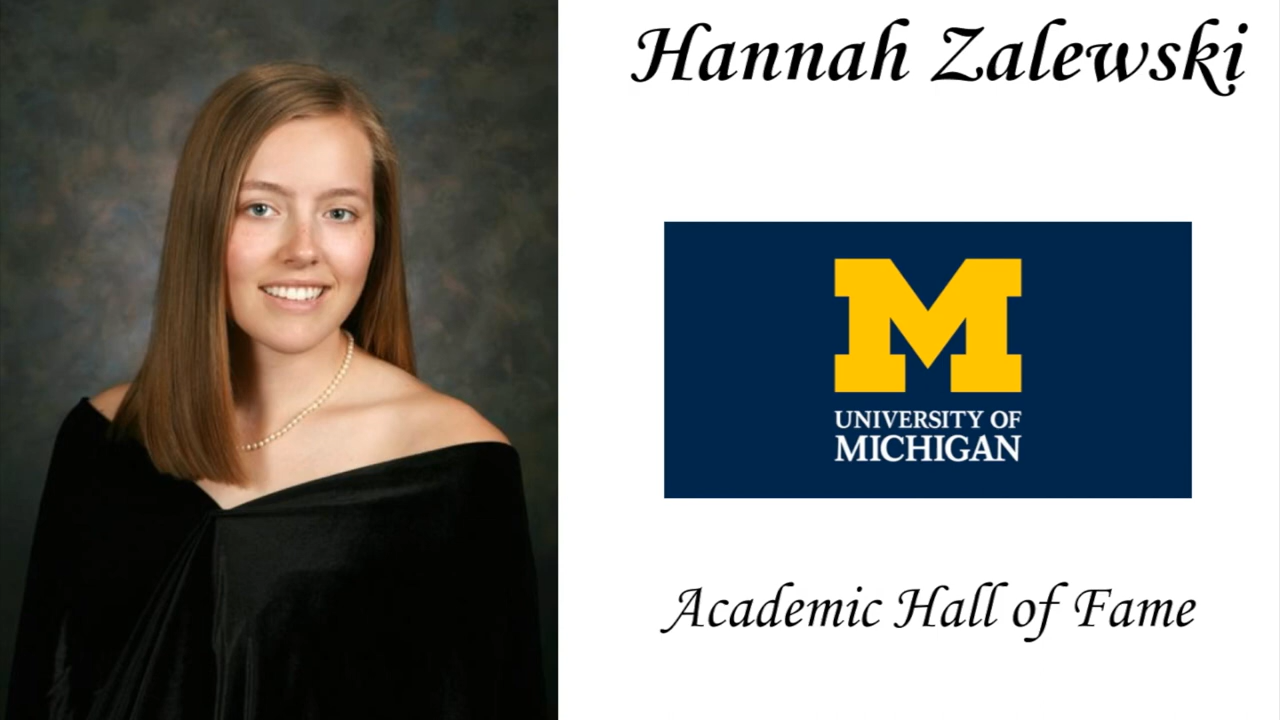 Hannah Zalewski
M
UNIVERSITY OF
MICHIGAN
Academic Hall of Fame